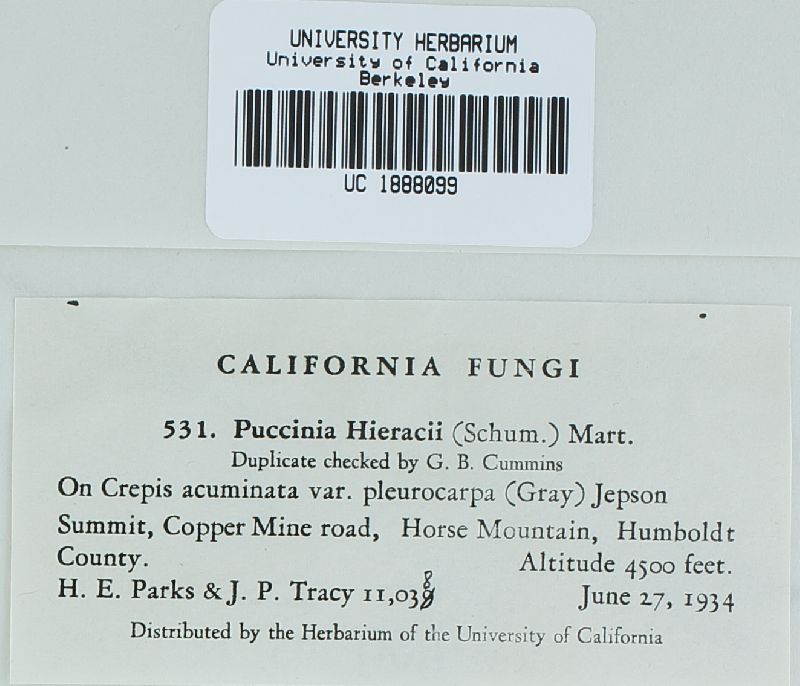 UNIVERSITY HERBARIUM
University of California
Berkeley
UC 1888099
CALIFORNIA FUNGI
531. Puccinia Hieracii (Schum.) Mart.
Duplicate checked by G. B. Cummins
On Crepis acuminata var. pleurocarpa (Gray) Jepson
Summit, Copper Mine road, Horse Mountain, Humboldt
County. Altitude 4500 feet.
H. E. Parks & J. P. Tracy 11,038 June 27, 1934
Distributed by the Herbarium of the University of California